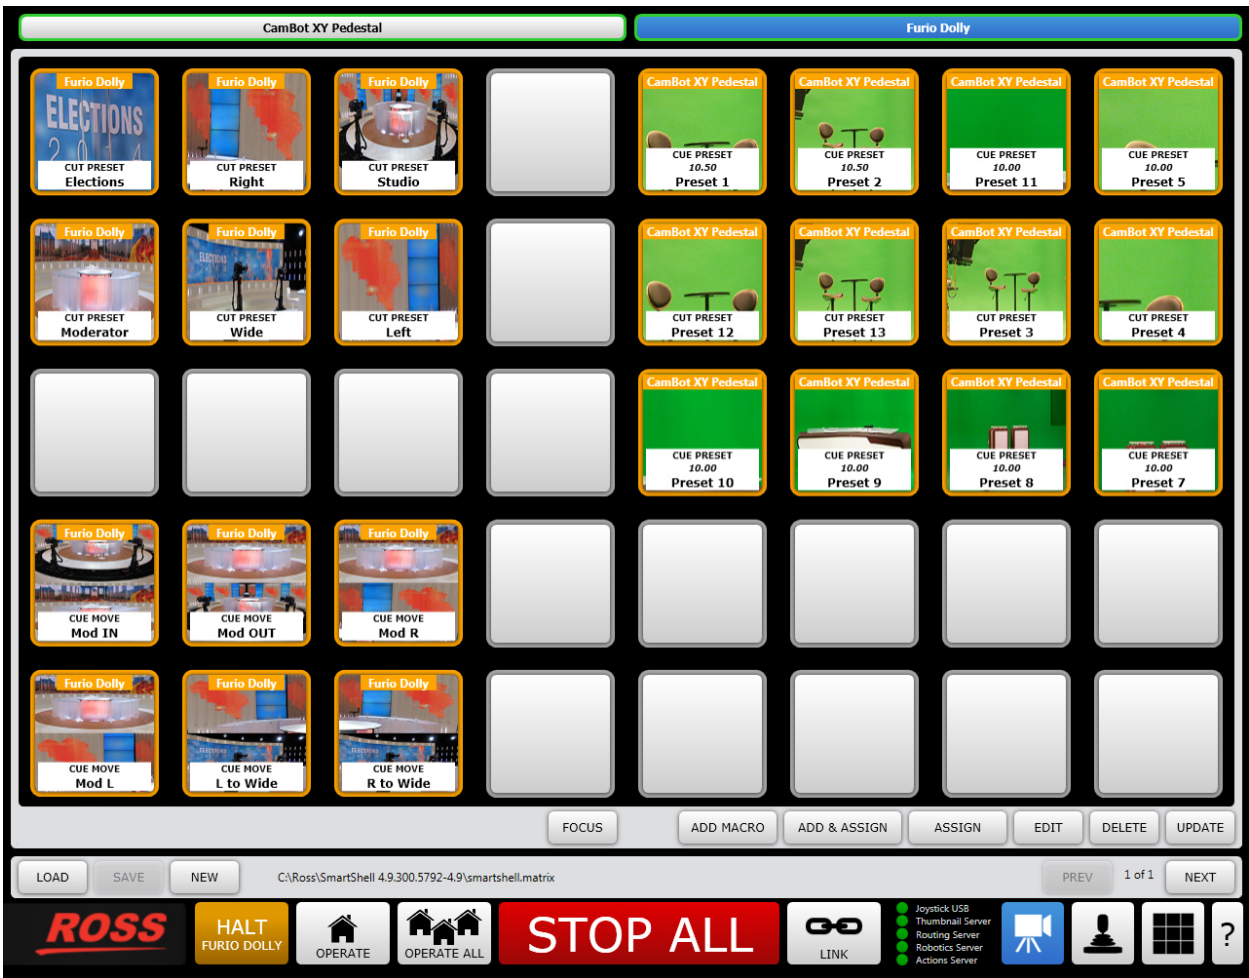 CamBot XY Pedestal
Furio Dolly
Furio Dolly
ELECTIONS
2 0 1 4
CUT PRESET
Elections
Furio Dolly
CUT PRESET
Right
Furio Dolly
CUT PRESET
Studio
CamBot XY Pedestal
CUE PRESET
10.50
Preset 1
CamBot XY Pedestal
CUE PRESET
10.50
Preset 2
CamBot XY Pedestal
CUE PRESET
10.00
Preset 11
CamBot XY Pedestal
CUE PRESET
10.00
Preset 5
Furio Dolly
CUT PRESET
Moderator
Furio Dolly
ELECTIONS
CUT PRESET
Wide
Furio Dolly
CUT PRESET
Left
CamBot XY Pedestal
CUT PRESET
Preset 12
CamBot XY Pedestal
CUT PRESET
Preset 13
CamBot XY Pedestal
CUT PRESET
Preset 3
CamBot XY Pedestal
CUT PRESET
Preset 4
CamBot XY Pedestal
CUE PRESET
10.00
Preset 10
CamBot XY Pedestal
CUE PRESET
10.00
Preset 9
CamBot XY Pedestal
CUE PRESET
10.00
Preset 8
CamBot XY Pedestal
CUE PRESET
10.00
Preset 7
Furio Dolly
CUE MOVE
Mod IN
Furio Dolly
CUE MOVE
Mod OUT
Furio Dolly
CUE MOVE
Mod R
Furio Dolly
CUE MOVE
Mod L
Furio Dolly
ELECTIONS
CUE MOVE
L to Wide
Furio Dolly
ELECTIONS
CUE MOVE
R to Wide
FOCUS
ADD MACRO
ADD & ASSIGN
ASSIGN
EDIT
DELETE
UPDATE
LOAD
SAVE
NEW
C:\Ross\SmartShell 4.9.300.5792-4.9\smartshell.matrix
PREV
1 of 1
NEXT
ROSS
HALT
FURIO DOLLY
OPERATE
OPERATE ALL
STOP ALL
LINK
Joystick USB
Thumbnail Server
Routing Server
Robotics Server
Actions Server
?